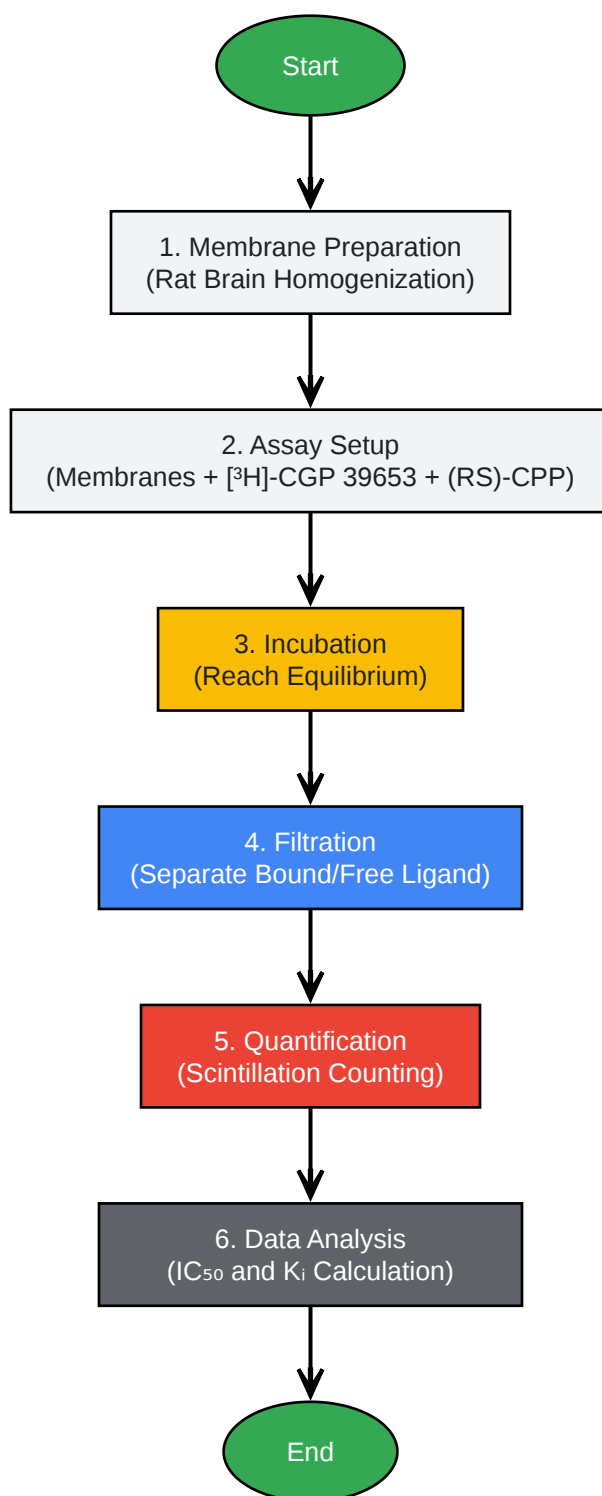 Start
1. Membrane Preparation
(Rat Brain Homogenization)
2. Assay Setup
(Membranes + [³H]-CGP 39653 + (RS)-CPP)
3. Incubation
(Reach Equilibrium)
4. Filtration
(Separate Bound/Free Ligand)
5. Quantification
(Scintillation Counting)
6. Data Analysis
(IC₅₀ and Kᵢ Calculation)
End